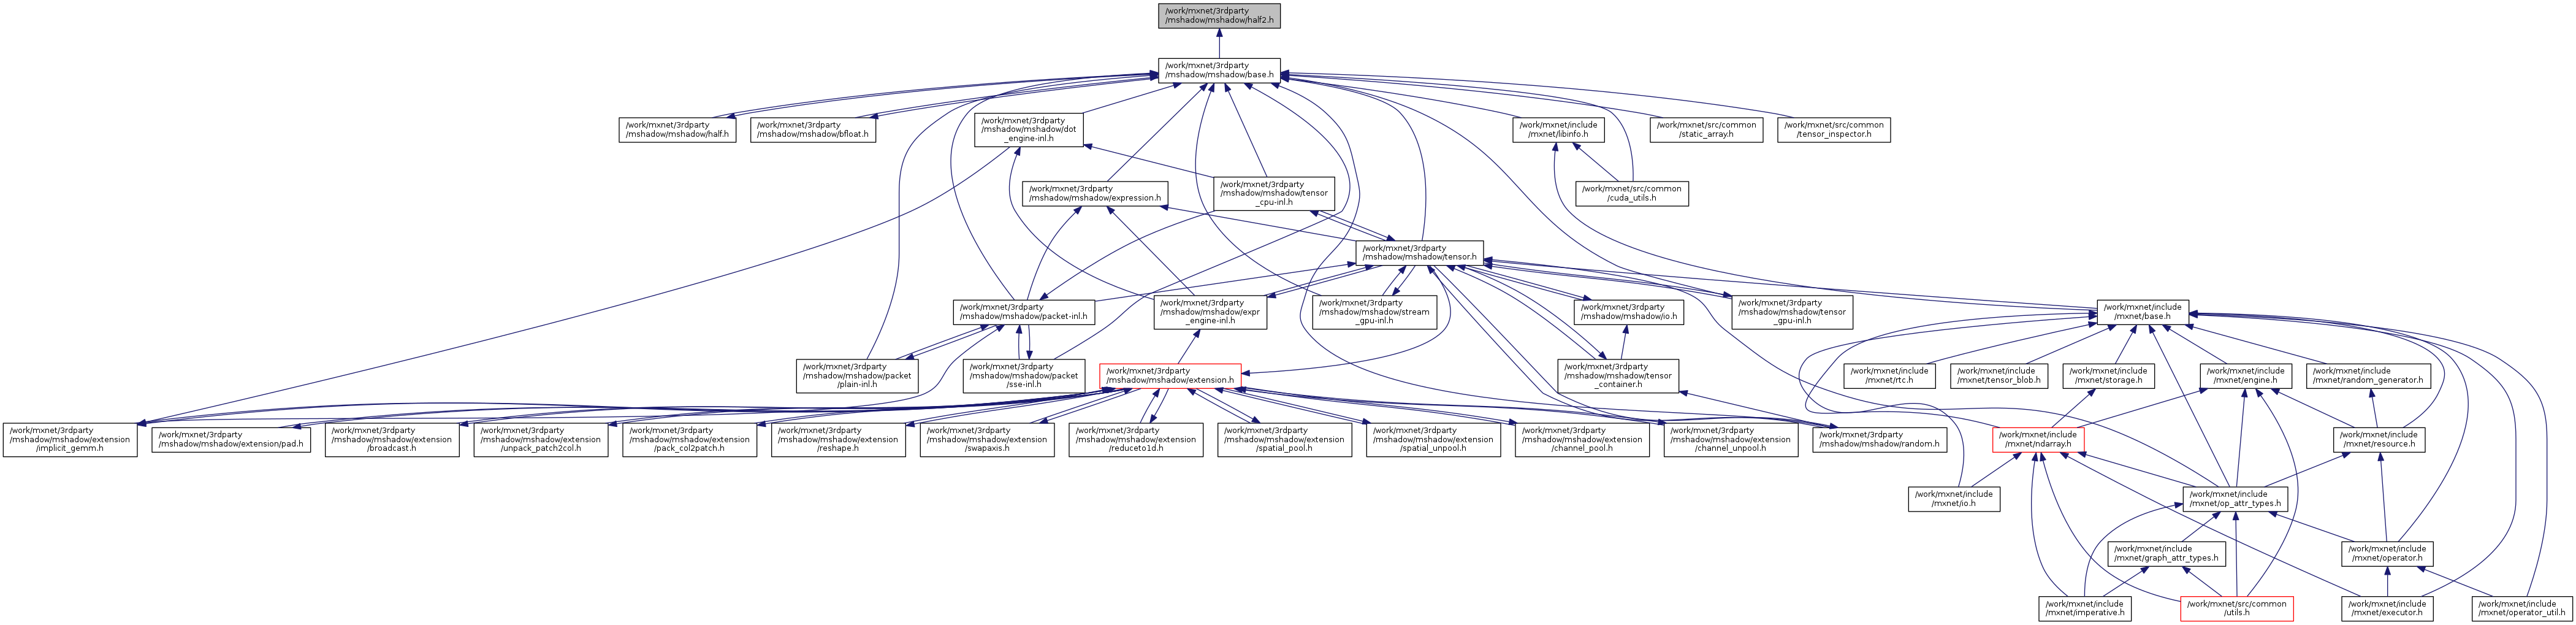 /work/mxnet/3rdparty
/mshadow/mshadow/half2.h
/work/mxnet/3rdparty
/mshadow/mshadow/base.h
/work/mxnet/3rdparty
/mshadow/mshadow/half.h
/work/mxnet/3rdparty
/mshadow/mshadow/bfloat.h
/work/mxnet/3rdparty
/mshadow/mshadow/dot
_engine-inl.h
/work/mxnet/include
/mxnet/libinfo.h
/work/mxnet/src/common
/static_array.h
/work/mxnet/src/common
/tensor_inspector.h
/work/mxnet/3rdparty
/mshadow/mshadow/expression.h
/work/mxnet/3rdparty
/mshadow/mshadow/tensor
_cpu-inl.h
/work/mxnet/src/common
/cuda_utils.h
/work/mxnet/3rdparty
/mshadow/mshadow/tensor.h
/work/mxnet/3rdparty
/mshadow/mshadow/packet-inl.h
/work/mxnet/3rdparty
/mshadow/mshadow/expr
_engine-inl.h
/work/mxnet/3rdparty
/mshadow/mshadow/stream
_gpu-inl.h
/work/mxnet/3rdparty
/mshadow/mshadow/io.h
/work/mxnet/3rdparty
/mshadow/mshadow/tensor
_gpu-inl.h
/work/mxnet/include
/mxnet/base.h
/work/mxnet/3rdparty
/mshadow/mshadow/packet
/plain-inl.h
/work/mxnet/3rdparty
/mshadow/mshadow/packet
/sse-inl.h
/work/mxnet/3rdparty
/mshadow/mshadow/extension.h
/work/mxnet/3rdparty
/mshadow/mshadow/tensor
_container.h
/work/mxnet/include
/mxnet/rtc.h
/work/mxnet/include
/mxnet/tensor_blob.h
/work/mxnet/include
/mxnet/storage.h
/work/mxnet/include
/mxnet/engine.h
/work/mxnet/include
/mxnet/random_generator.h
/work/mxnet/3rdparty
/mshadow/mshadow/extension
/implicit_gemm.h
/work/mxnet/3rdparty
/mshadow/mshadow/extension/pad.h
/work/mxnet/3rdparty
/mshadow/mshadow/extension
/broadcast.h
/work/mxnet/3rdparty
/mshadow/mshadow/extension
/unpack_patch2col.h
/work/mxnet/3rdparty
/mshadow/mshadow/extension
/pack_col2patch.h
/work/mxnet/3rdparty
/mshadow/mshadow/extension
/reshape.h
/work/mxnet/3rdparty
/mshadow/mshadow/extension
/swapaxis.h
/work/mxnet/3rdparty
/mshadow/mshadow/extension
/reduceto1d.h
/work/mxnet/3rdparty
/mshadow/mshadow/extension
/spatial_pool.h
/work/mxnet/3rdparty
/mshadow/mshadow/extension
/spatial_unpool.h
/work/mxnet/3rdparty
/mshadow/mshadow/extension
/channel_pool.h
/work/mxnet/3rdparty
/mshadow/mshadow/extension
/channel_unpool.h
/work/mxnet/3rdparty
/mshadow/mshadow/random.h
/work/mxnet/include
/mxnet/ndarray.h
/work/mxnet/include
/mxnet/resource.h
/work/mxnet/include
/mxnet/io.h
/work/mxnet/include
/mxnet/op_attr_types.h
/work/mxnet/include
/mxnet/graph_attr_types.h
/work/mxnet/include
/mxnet/operator.h
/work/mxnet/include
/mxnet/imperative.h
/work/mxnet/src/common
/utils.h
/work/mxnet/include
/mxnet/executor.h
/work/mxnet/include
/mxnet/operator_util.h